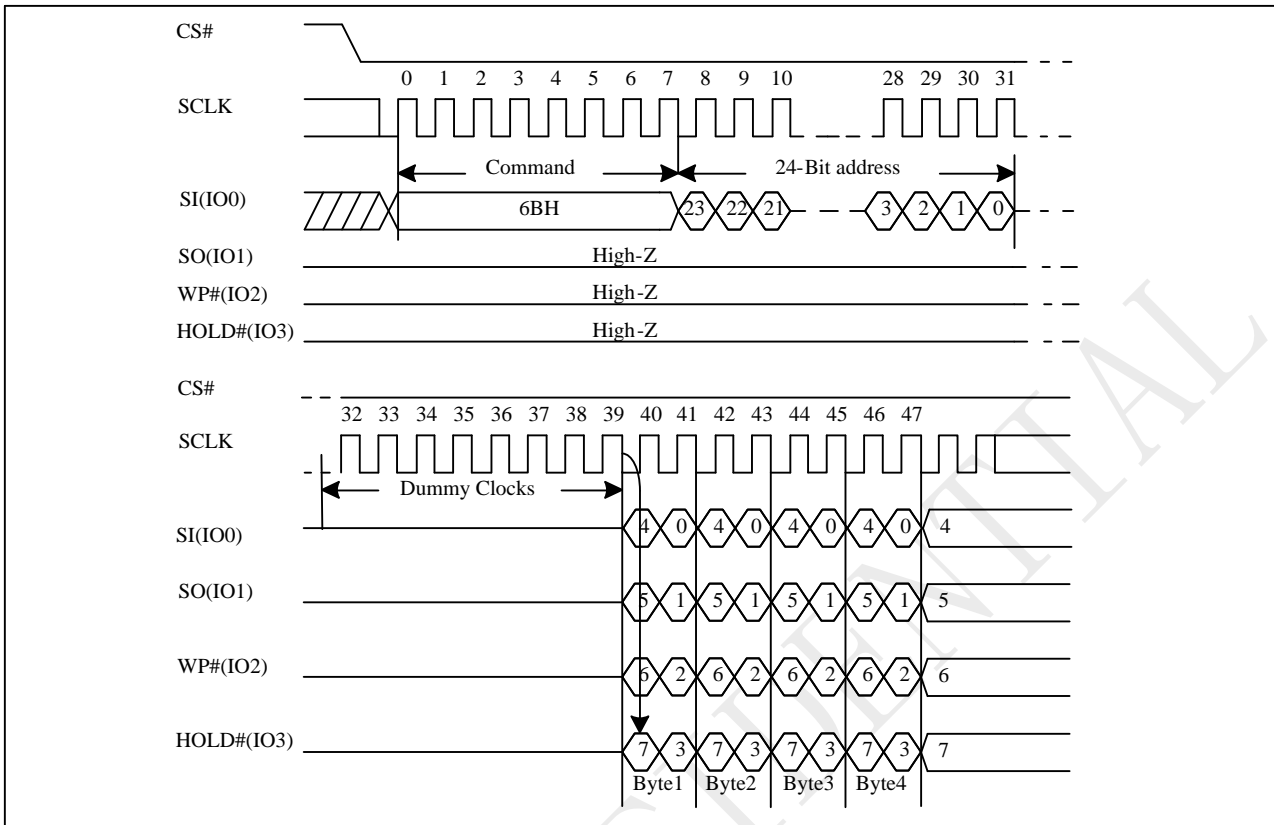 CS#
0 1 2 3 4 5 6 7 8 9 10 28 29 30 31
SCLK
Command 24-Bit address
SI(IO0) 6BH 23 22 21 3 2 1 0
SO(IO1) High-Z
WP#(IO2) High-Z
HOLD#(IO3) High-Z
CS#
32 33 34 35 36 37 38 39 40 41 42 43 44 45 46 47
SCLK
Dummy Clocks
SI(IO0) 4 0 4 0 4 0 4 0 4
SO(IO1) 5 1 5 1 5 1 5 1 5
WP#(IO2) 6 2 6 2 6 2 6 2 6
HOLD#(IO3) 7 3 7 3 7 3 7 3 7
Byte1 Byte2 Byte3 Byte4